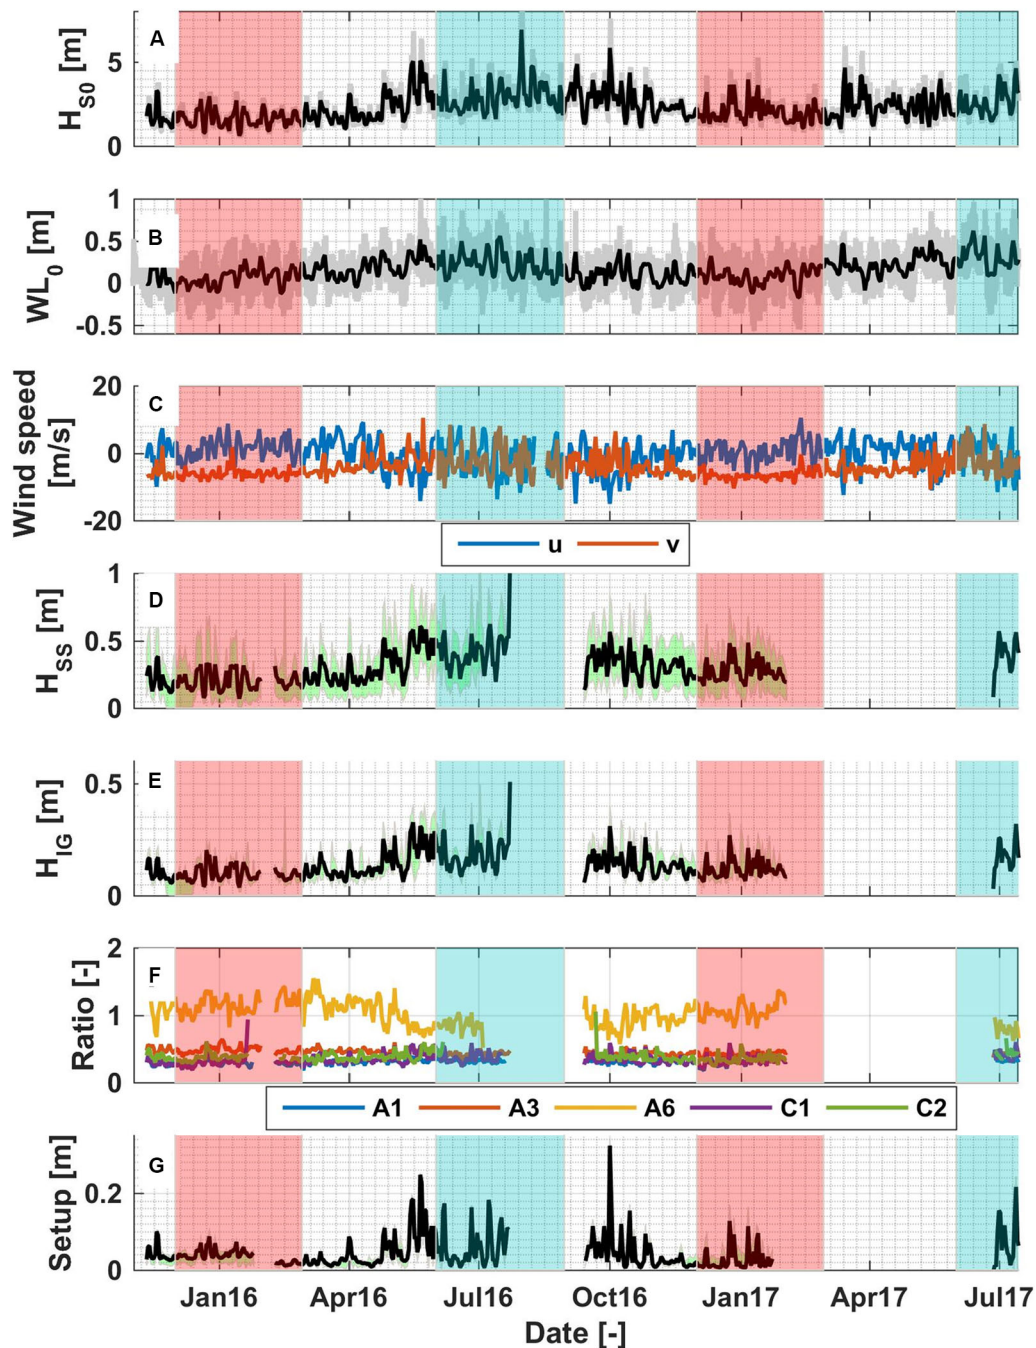 A
H_S0 [m]
5
0
B
WL_0 [m]
1
0.5
0
-0.5
C
Wind speed
[m/s]
20
0
-20
u v
D
H_SS [m]
1
0.5
0
E
H_IG [m]
0.5
0
F
Ratio [-]
2
1
0
A1 A3 A6 C1 C2
G
Setup [m]
0.2
0
Jan16 Apr16 Jul16 Oct16 Jan17 Apr17 Jul17
Date [-]